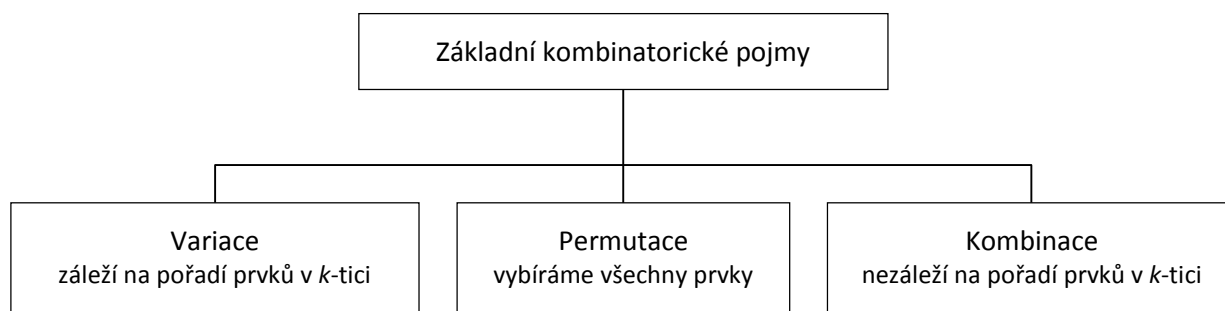 Základní kombinatorické pojmy
Variace
záleží na pořadí prvků v k-tici
Permutace
vybíráme všechny prvky
Kombinace
nezáleží na pořadí prvků v k-tici